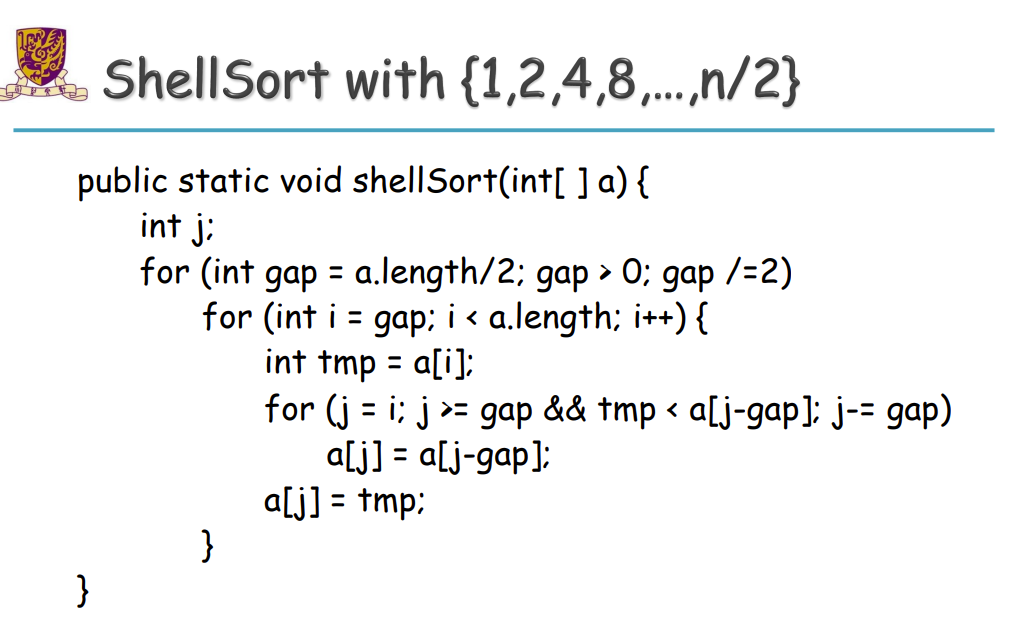 ShellSort with {1,2,4,8,...,n/2}
public static void shellSort(int[ ] a) {
int j;
for (int gap = a.length/2; gap > 0; gap /=2)
for (int i = gap; i < a.length; i++) {
int tmp = a[i];
for (j = i; j >= gap && tmp < a[j-gap]; j-= gap)
a[j] = a[j-gap];
a[j] = tmp;
}
}